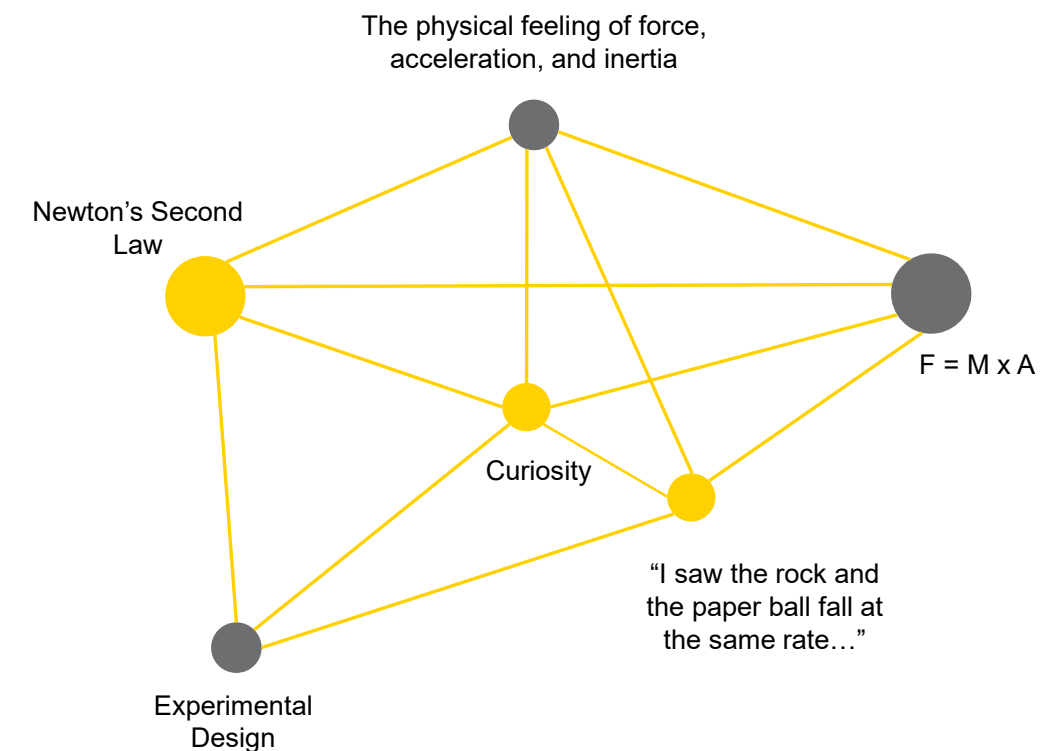 The physical feeling of force,
acceleration, and inertia
Newton’s Second
Law
F = M x A
Curiosity
“I saw the rock and
the paper ball fall at
the same rate…”
Experimental
Design